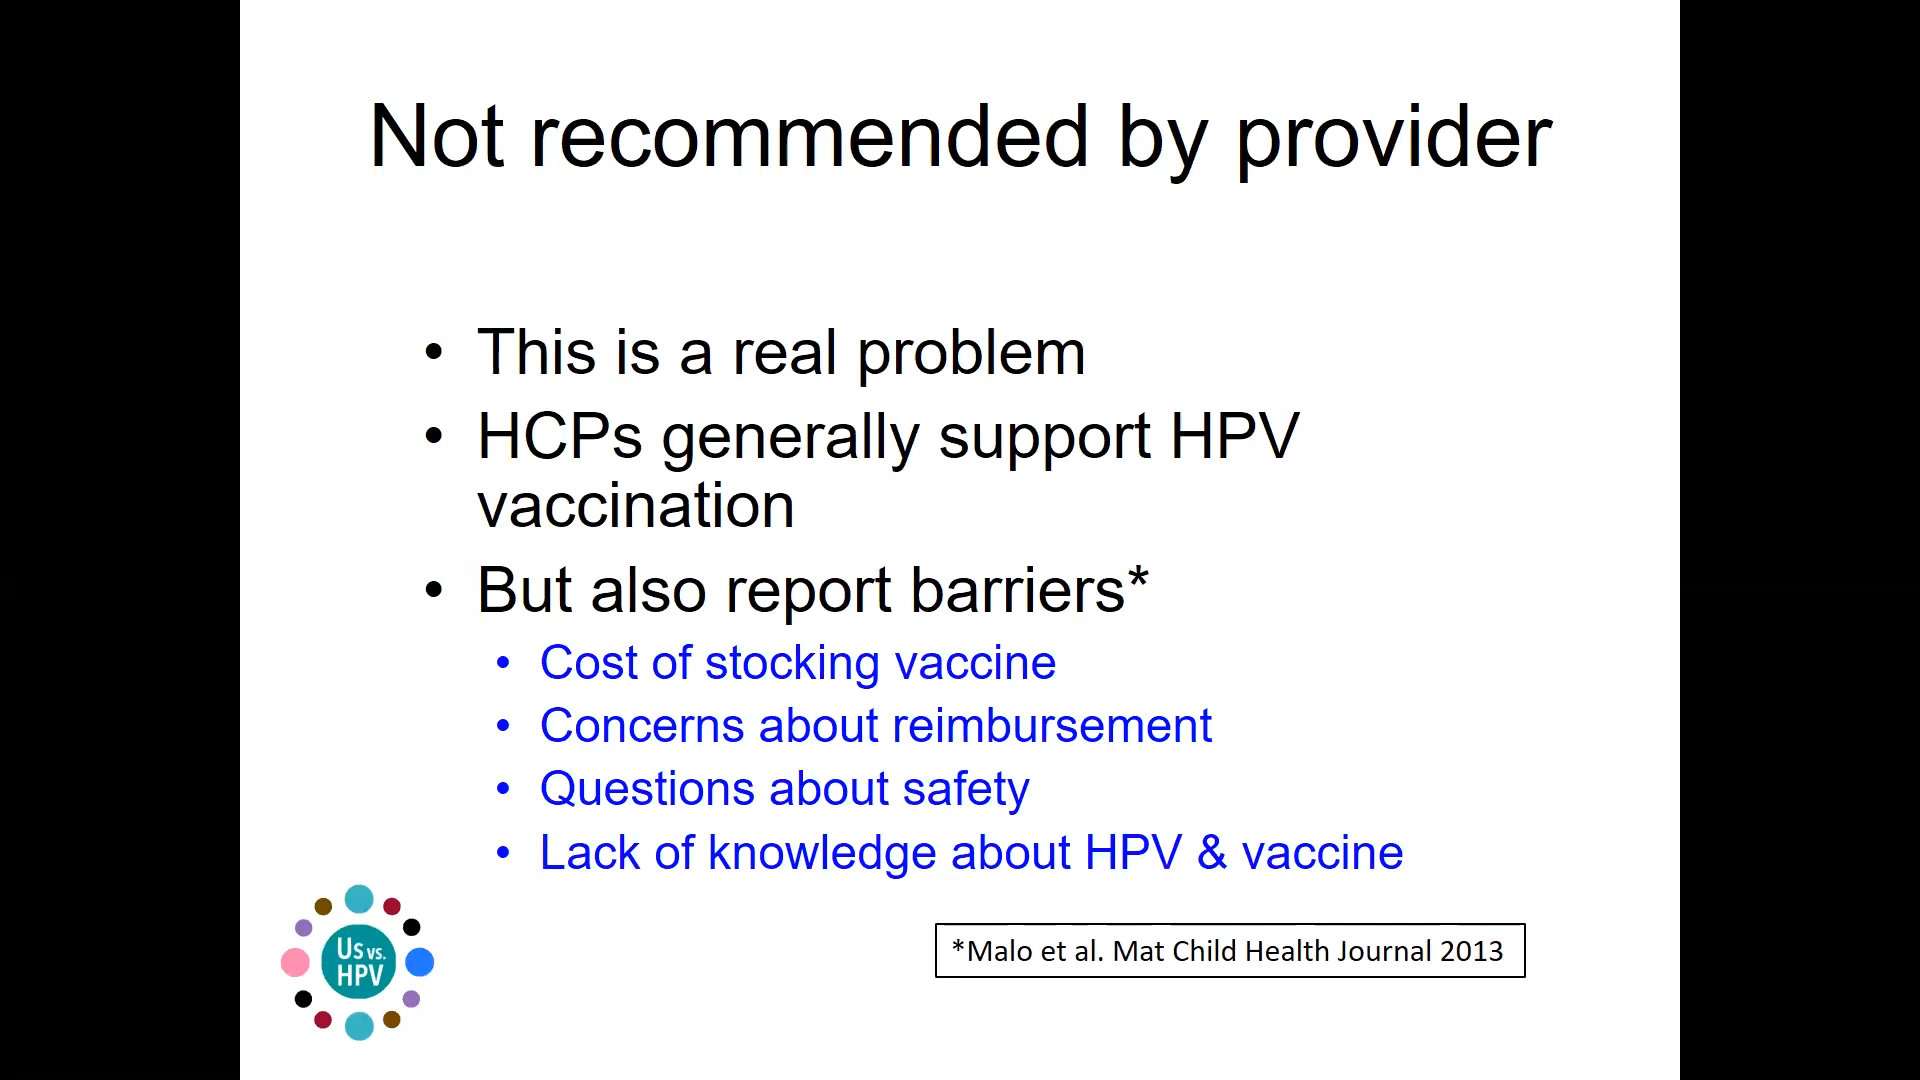 Not recommended by provider
• This is a real problem
• HCPs generally support HPV
vaccination
• But also report barriers*
• Cost of stocking vaccine
• Concerns about reimbursement
• Questions about safety
• Lack of knowledge about HPV & vaccine
*Malo et al. Mat Child Health Journal 2013
Us vs.
HPV